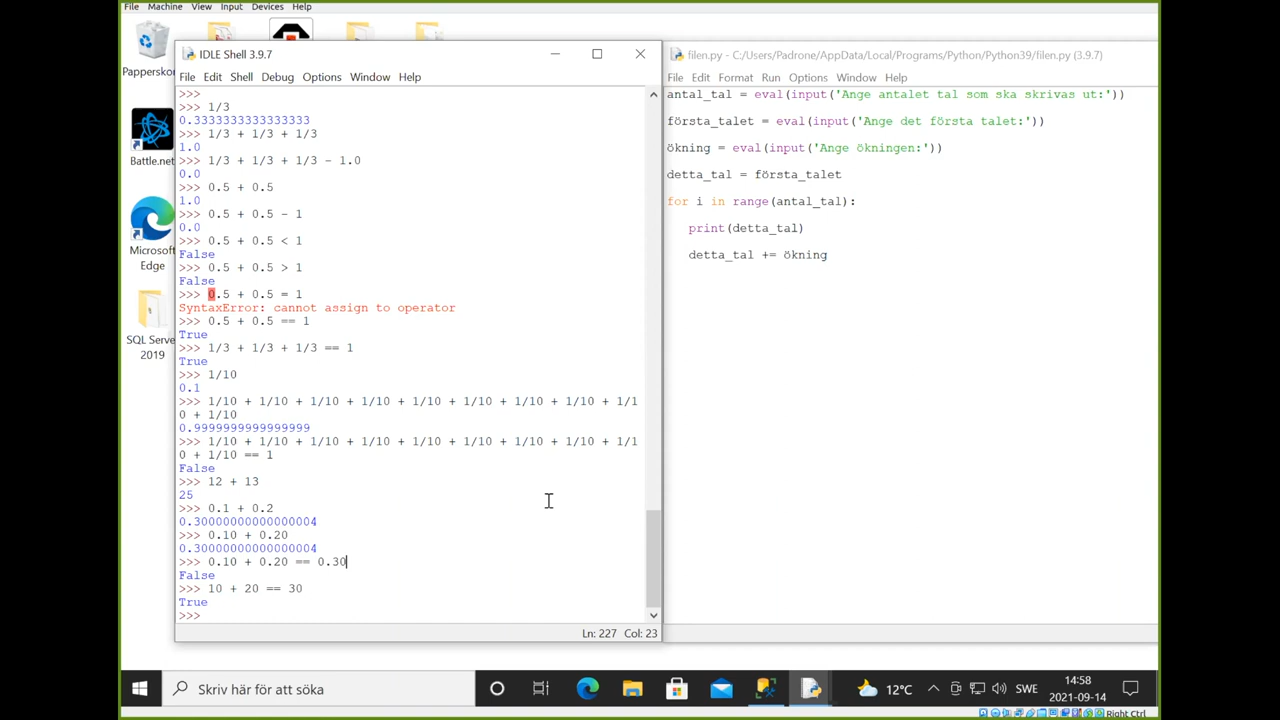 File Machine View Input Devices Help
Papperskor
Battle.net
Microsoft
Edge
SQL Serve
2019
IDLE Shell 3.9.7
File Edit Shell Debug Options Window Help
>>>
>>> 1/3
0.3333333333333333
>>> 1/3 + 1/3 + 1/3
1.0
>>> 1/3 + 1/3 + 1/3 - 1.0
0.0
>>> 0.5 + 0.5
1.0
>>> 0.5 + 0.5 - 1
0.0
>>> 0.5 + 0.5 < 1
False
>>> 0.5 + 0.5 > 1
False
>>> 0.5 + 0.5 = 1
SyntaxError: cannot assign to operator
>>> 0.5 + 0.5 == 1
True
>>> 1/3 + 1/3 + 1/3 == 1
True
>>> 1/10
0.1
>>> 1/10 + 1/10 + 1/10 + 1/10 + 1/10 + 1/10 + 1/10 + 1/10 + 1/1
0 + 1/10
0.9999999999999999
>>> 1/10 + 1/10 + 1/10 + 1/10 + 1/10 + 1/10 + 1/10 + 1/10 + 1/1
0 + 1/10 == 1
False
>>> 12 + 13
25
>>> 0.1 + 0.2
0.30000000000000004
>>> 0.10 + 0.20
0.30000000000000004
>>> 0.10 + 0.20 == 0.30
False
>>> 10 + 20 == 30
True
>>>
Ln: 227 Col: 23
filen.py - C:/Users/Padrone/AppData/Local/Programs/Python/Python39/filen.py (3.9.7)
File Edit Format Run Options Window Help
antal_tal = eval(input('Ange antalet tal som ska skrivas ut:'))
första_talet = eval(input('Ange det första talet:'))
ökning = eval(input('Ange ökningen:'))
detta_tal = första_talet
for i in range(antal_tal):
print(detta_tal)
detta_tal += ökning
Skriv här för att söka
12°C
SWE
14:58
2021-09-14
Right Ctrl